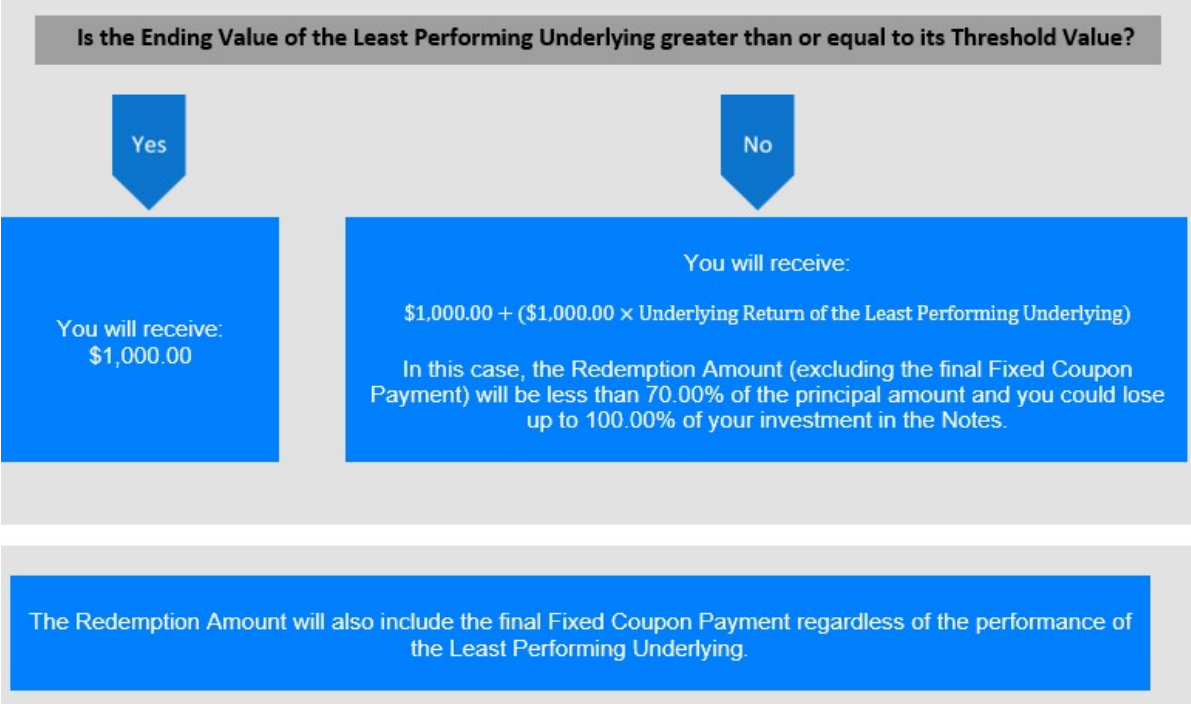 Is the Ending Value of the Least Performing Underlying greater than or equal to its Threshold Value?
Yes
No
You will receive:
$1,000.00
You will receive:
$1,000.00 + ($1,000.00 × Underlying Return of the Least Performing Underlying)
In this case, the Redemption Amount (excluding the final Fixed Coupon
Payment) will be less than 70.00% of the principal amount and you could lose
up to 100.00% of your investment in the Notes.
The Redemption Amount will also include the final Fixed Coupon Payment regardless of the performance of
the Least Performing Underlying.